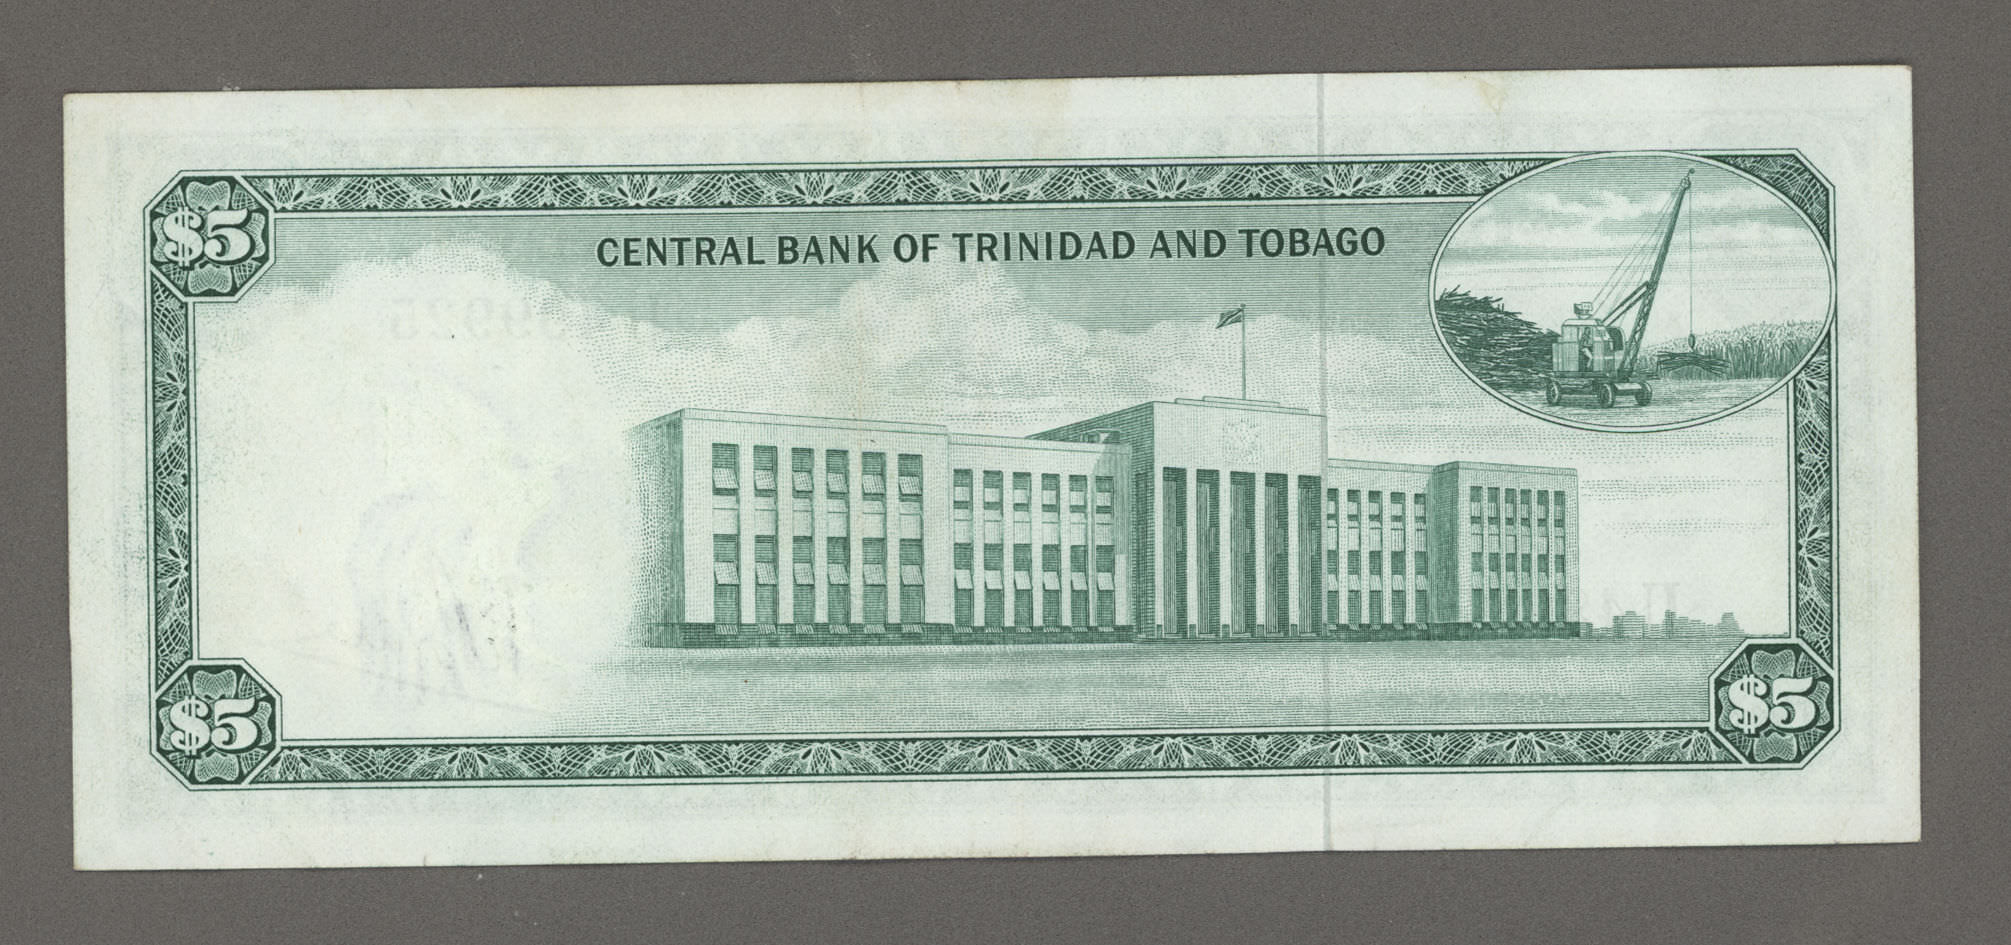 $5
CENTRAL BANK OF TRINIDAD AND TOBAGO
$5
$5